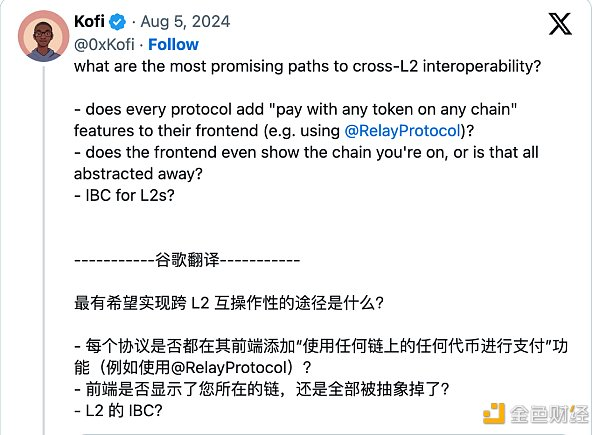 Kofi · Aug 5, 2024
@0xKofi · Follow
what are the most promising paths to cross-L2 interoperability?
- does every protocol add "pay with any token on any chain"
features to their frontend (e.g. using @RelayProtocol)?
- does the frontend even show the chain you're on, or is that all
abstracted away?
- IBC for L2s?
-----------谷歌翻译-----------
最有希望实现跨 L2 互操作性的途径是什么?
- 每个协议是否都在其前端添加“使用任何链上的任何代币进行支付”功
能（例如使用@RelayProtocol）？
- 前端是否显示了您所在的链，还是全部被抽象掉了？
- L2 的 IBC?
金色财经